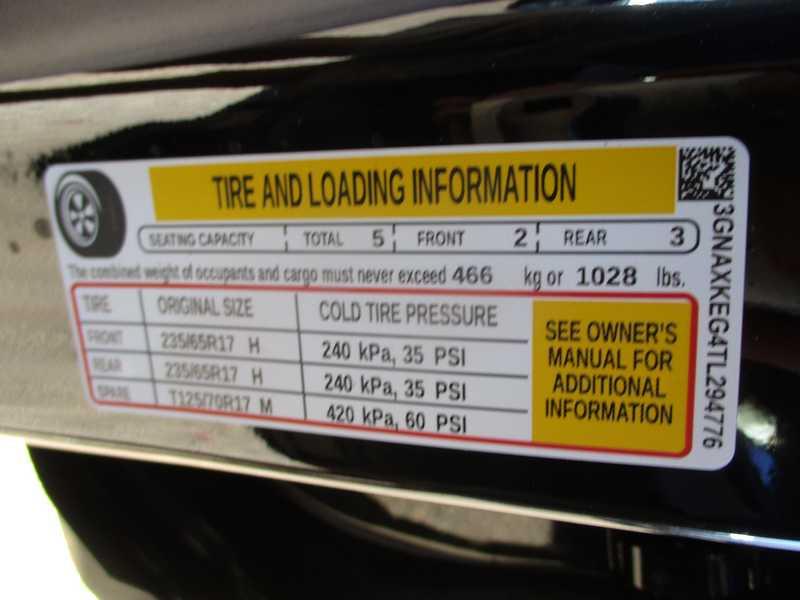 TIRE AND LOADING INFORMATION
SEATING CAPACITY TOTAL 5 FRONT 2 REAR 3
The combined weight of occupants and cargo must never exceed 466 kg or 1028 lbs.
TIRE ORIGINAL SIZE COLD TIRE PRESSURE
FRONT 235/65R17 H 240 kPa, 35 PSI
REAR 235/65R17 H 240 kPa, 35 PSI
SPARE T125/70R17 M 420 kPa, 60 PSI
SEE OWNER'S
MANUAL FOR
ADDITIONAL
INFORMATION
3GNAXKEG4TL294776